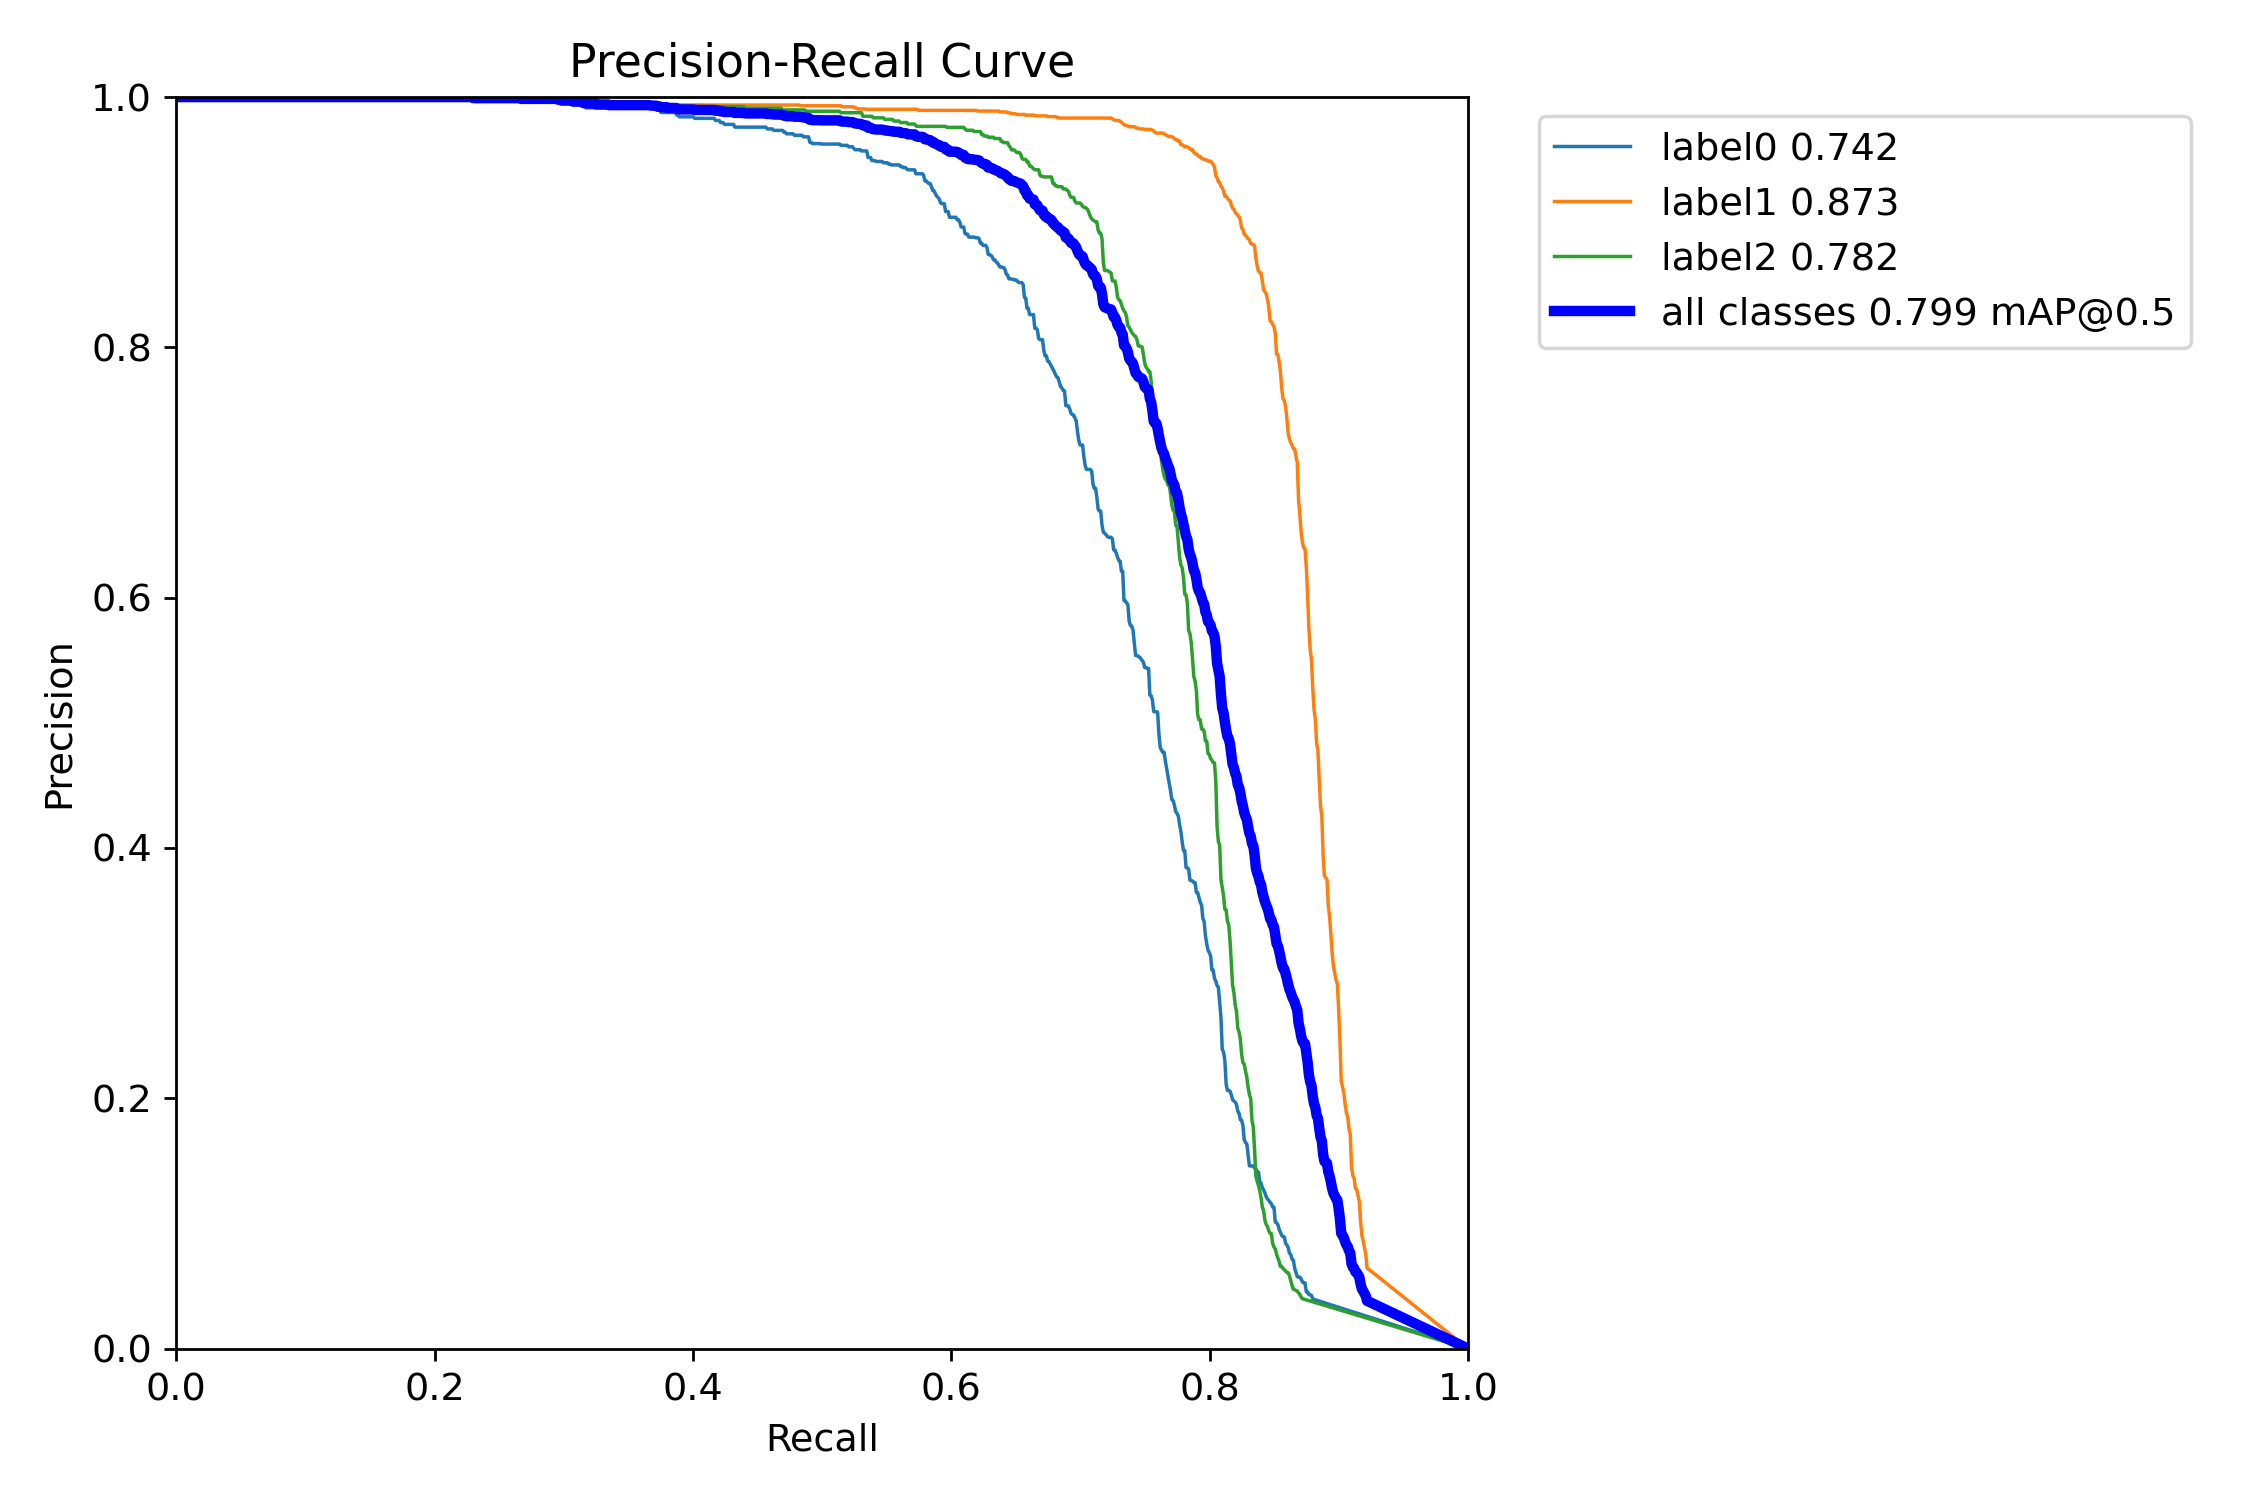 Precision-Recall Curve
1.0
0.8
0.6
0.4
0.2
0.0
Precision
0.0 0.2 0.4 0.6 0.8 1.0
Recall
label0 0.742
label1 0.873
label2 0.782
all classes 0.799 mAP@0.5